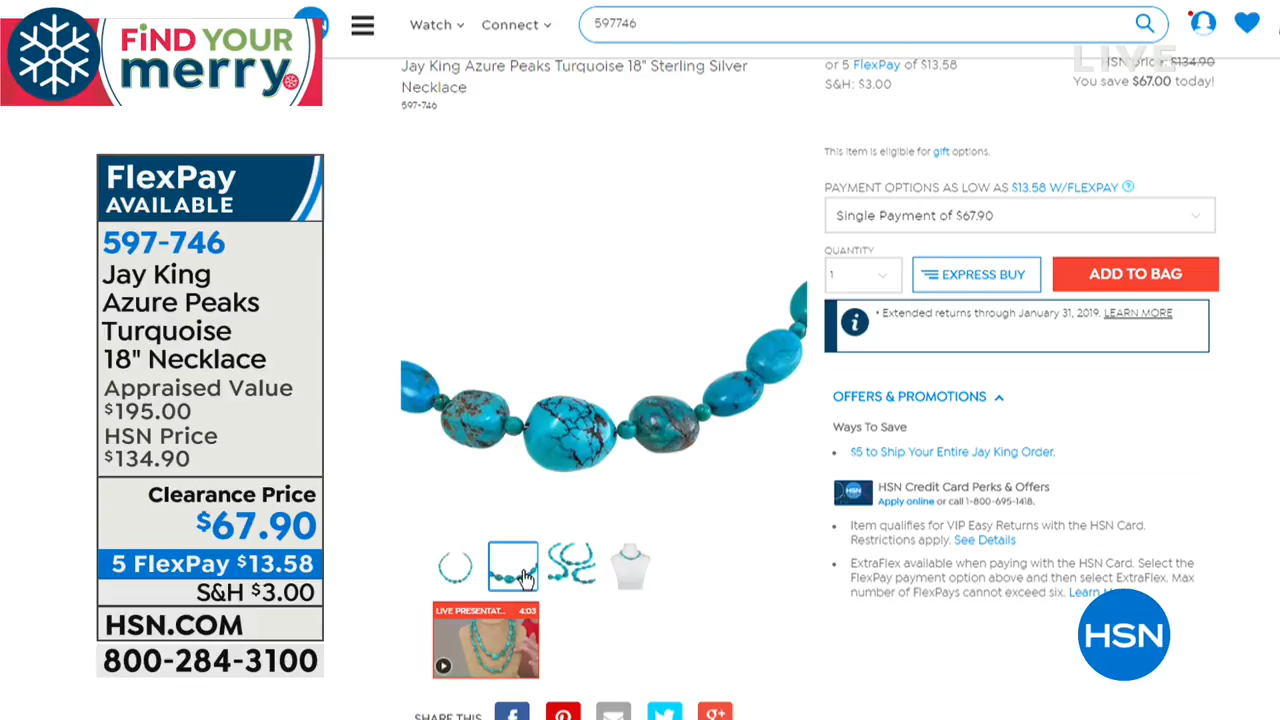 FiND YOUR
merry
Watch
Connect
597746
LIVE
Jay King Azure Peaks Turquoise 18" Sterling Silver
Necklace
597-746
or 5 FlexPay of $13.58
S&H: $3.00
HSN price: $134.90
You save $67.00 today!
This item is eligible for gift options.
PAYMENT OPTIONS AS LOW AS $13.58 W/FLEXPAY ?
Single Payment of $67.90
QUANTITY
1
EXPRESS BUY
ADD TO BAG
• Extended returns through January 31, 2019. LEARN MORE
OFFERS & PROMOTIONS
Ways To Save
• $5 to Ship Your Entire Jay King Order.
HSN
HSN Credit Card Perks & Offers
Apply online or call 1-800-695-1418.
• Item qualifies for VIP Easy Returns with the HSN Card.
Restrictions apply. See Details
• ExtraFlex available when paying with the HSN Card. Select the
FlexPay payment option above and then select ExtraFlex. Max
number of FlexPays cannot exceed six.
HSN
FlexPay
AVAILABLE
597-746
Jay King
Azure Peaks
Turquoise
18" Necklace
Appraised Value
$195.00
HSN Price
$134.90
Clearance Price
$67.90
5 FlexPay $13.58
S&H $3.00
HSN.COM
800-284-3100
LIVE PRESENTAT... 4:03
SHARE THIS
f
g+